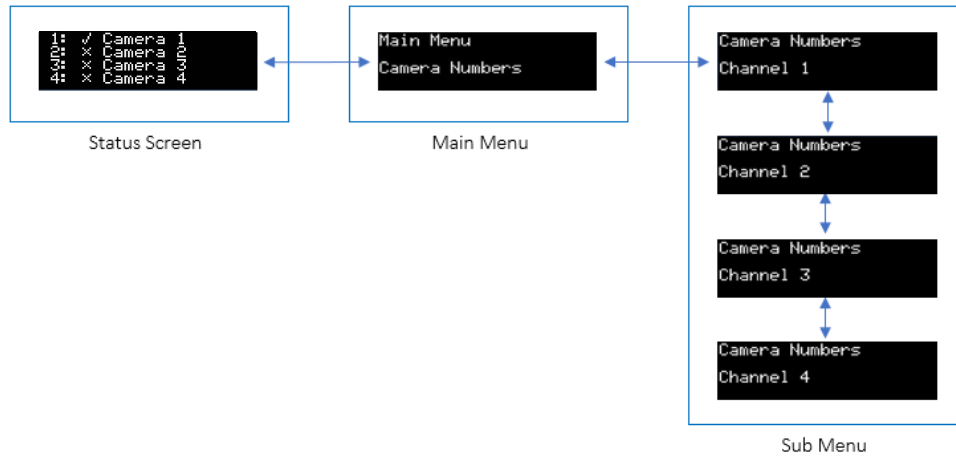 1: ✓ Camera 1
2: × Camera 2
3: × Camera 3
4: × Camera 4
Status Screen
Main Menu
Camera Numbers
Main Menu
Camera Numbers
Channel 1
Camera Numbers
Channel 2
Camera Numbers
Channel 3
Camera Numbers
Channel 4
Sub Menu